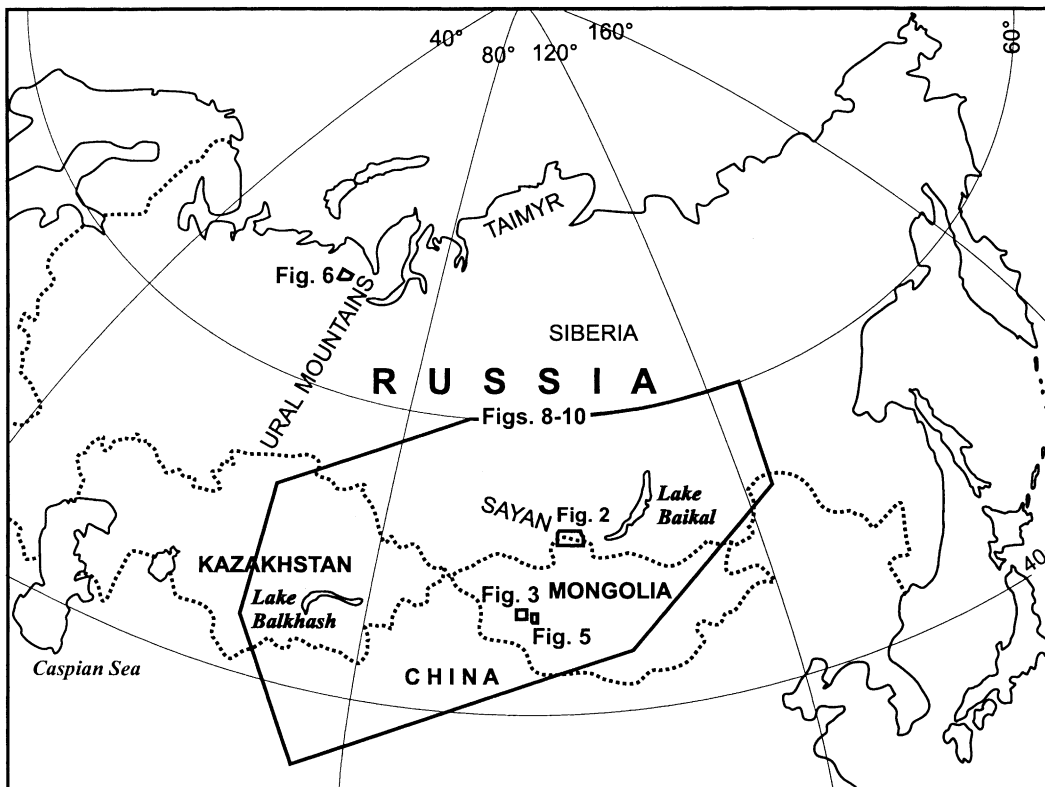 40° 80° 120° 160° 60°
TAIMYR
Fig. 6
URAL MOUNTAINS
SIBERIA
RUSSIA
Figs. 8-10
SAYAN
Fig. 2
Lake
Baikal
KAZAKHSTAN
Lake
Balkhash
Fig. 3
MONGOLIA
Fig. 5
40
Caspian Sea
CHINA